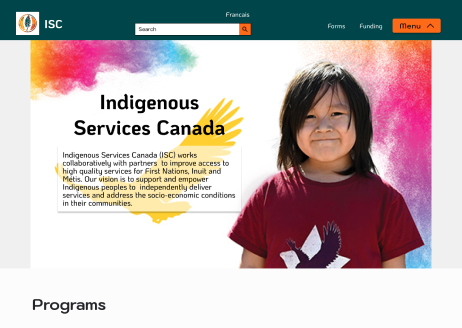 Francais
ISC
Search
Forms
Funding
Menu
Indigenous
Services Canada
Indigenous Services Canada (ISC) works
collaboratively with partners to improve access to
high quality services for First Nations, Inuit and
Métis. Our vision is to support and empower
Indigenous peoples to independently deliver
services and address the socio-economic conditions
in their communities.
Programs